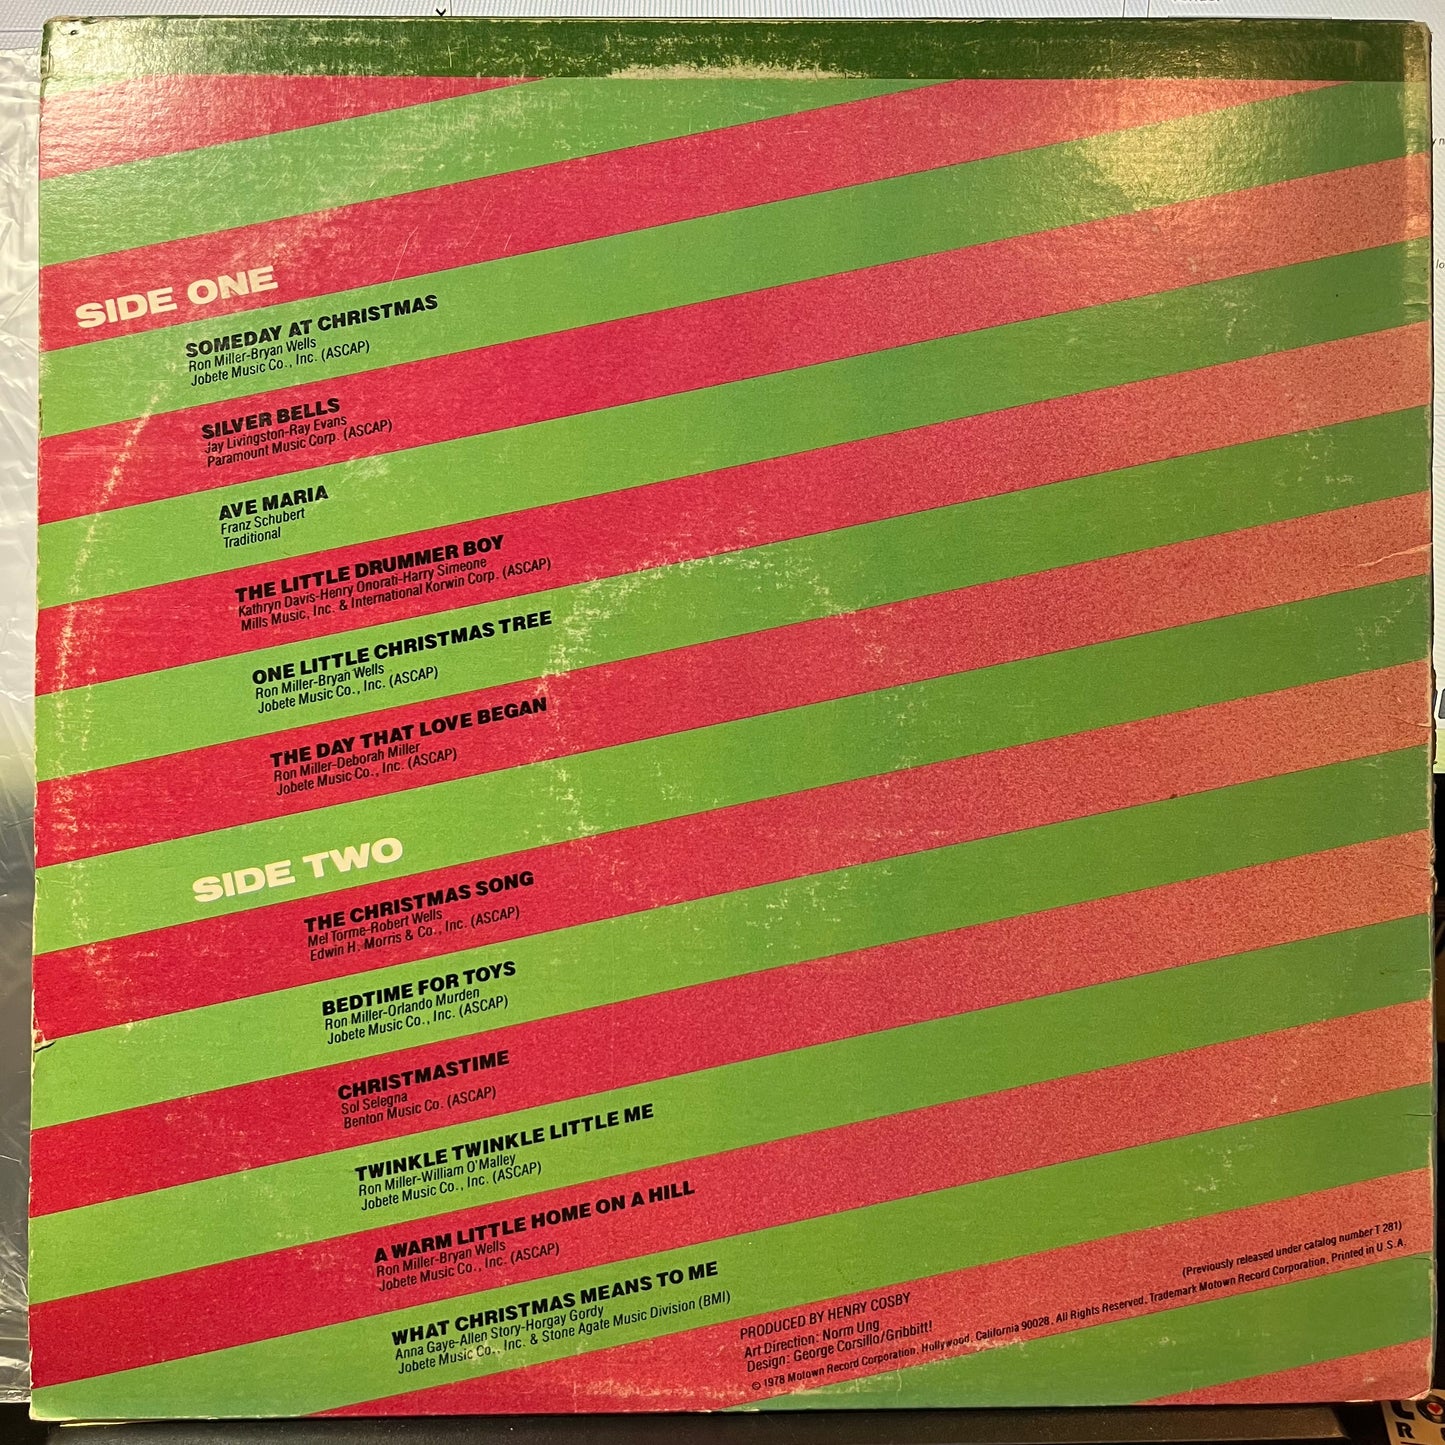 SIDE ONE
SOMEDAY AT CHRISTMAS
Ron Miller-Bryan Wells
Jobete Music Co., Inc. (ASCAP)
SILVER BELLS
Jay Livingston-Ray Evans
Paramount Music Corp. (ASCAP)
AVE MARIA
Franz Schubert
Traditional
THE LITTLE DRUMMER BOY
Kathryn Davis-Henry Onorati-Harry Simeone
Mills Music, Inc. & International Korwin Corp. (ASCAP)
ONE LITTLE CHRISTMAS TREE
Ron Miller-Bryan Wells
Jobete Music Co., Inc. (ASCAP)
THE DAY THAT LOVE BEGAN
Ron Miller-Deborah Miller
Jobete Music Co., Inc. (ASCAP)
SIDE TWO
THE CHRISTMAS SONG
Mel Torme-Robert Wells
Edwin H. Morris & Co., Inc. (ASCAP)
BEDTIME FOR TOYS
Ron Miller-Orlando Murden
Jobete Music Co., Inc. (ASCAP)
CHRISTMASTIME
Sol Selegna
Benton Music Co. (ASCAP)
TWINKLE TWINKLE LITTLE ME
Ron Miller-William O'Malley
Jobete Music Co., Inc. (ASCAP)
A WARM LITTLE HOME ON A HILL
Ron Miller-Bryan Wells
Jobete Music Co., Inc. (ASCAP)
WHAT CHRISTMAS MEANS TO ME
Anna Gaye-Allen Story-Horgay Gordy
Jobete Music Co., Inc. & Stone Agate Music Division (BMI)
PRODUCED BY HENRY COSBY
Art Direction: Norm Ung
Design: George Corsillo/Gribbitt!
(Previously released under catalog number T 281)
© 1978 Motown Record Corporation, Hollywood, California 90028. All Rights Reserved. Trademark Motown Record Corporation. Printed in U.S.A.